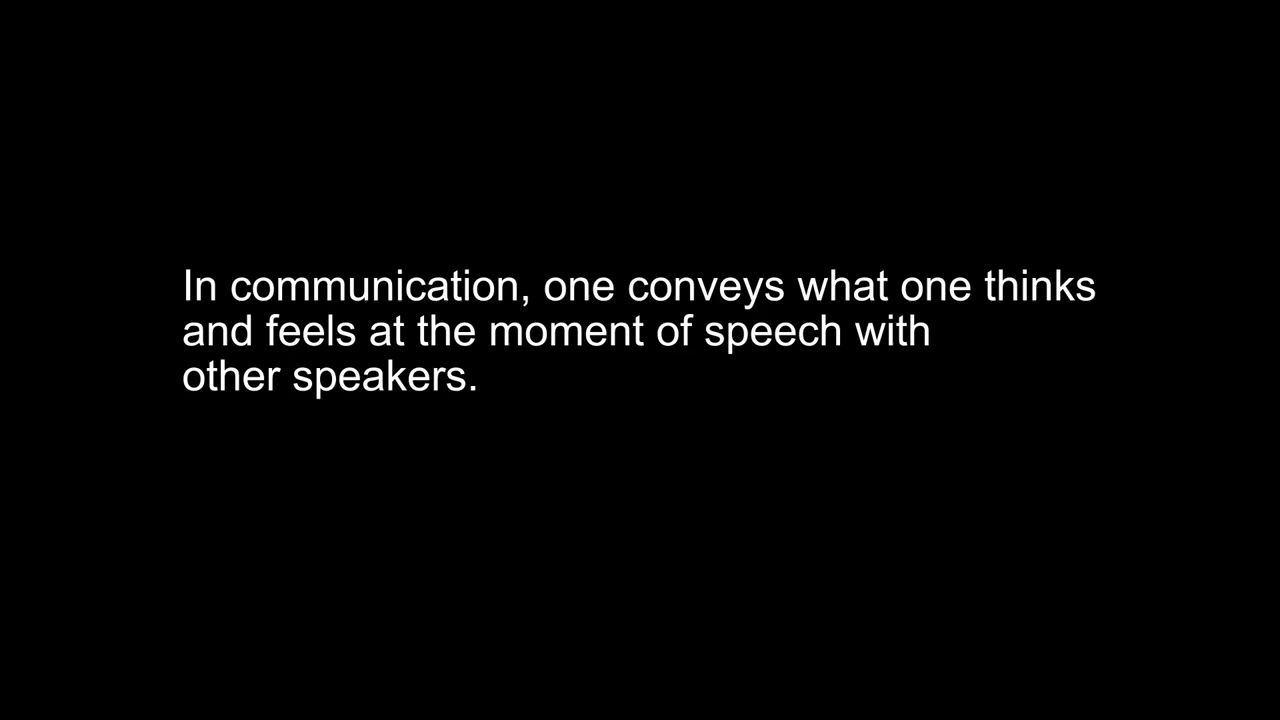 In communication, one conveys what one thinks
and feels at the moment of speech with
other speakers.